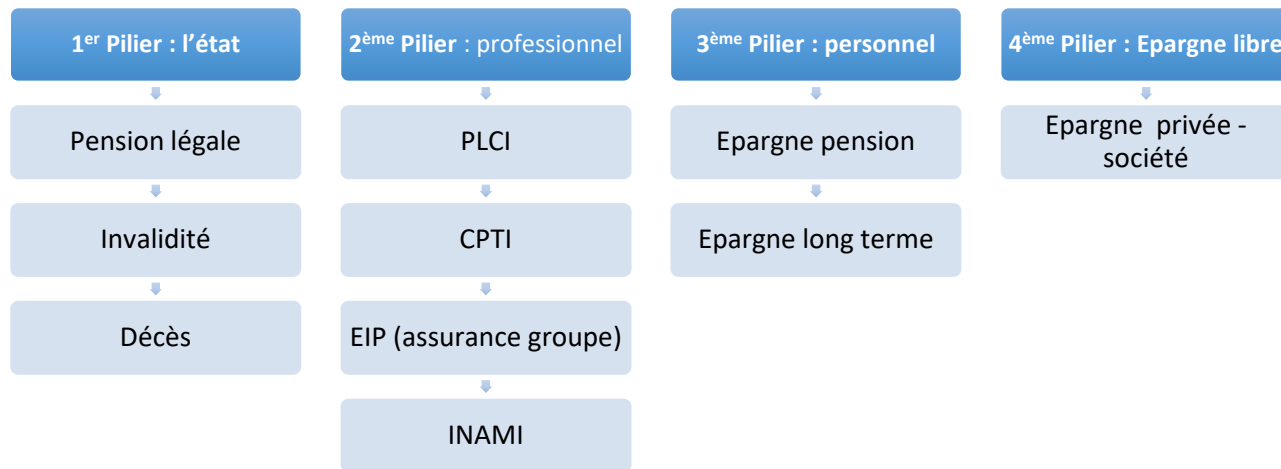 1er Pilier : l'état
Pension légale
Invalidité
Décès
2ème Pilier : professionnel
PLCI
CPTI
EIP (assurance groupe)
INAMI
3ème Pilier : personnel
Epargne pension
Epargne long terme
4ème Pilier : Epargne libre
Epargne privée -
société